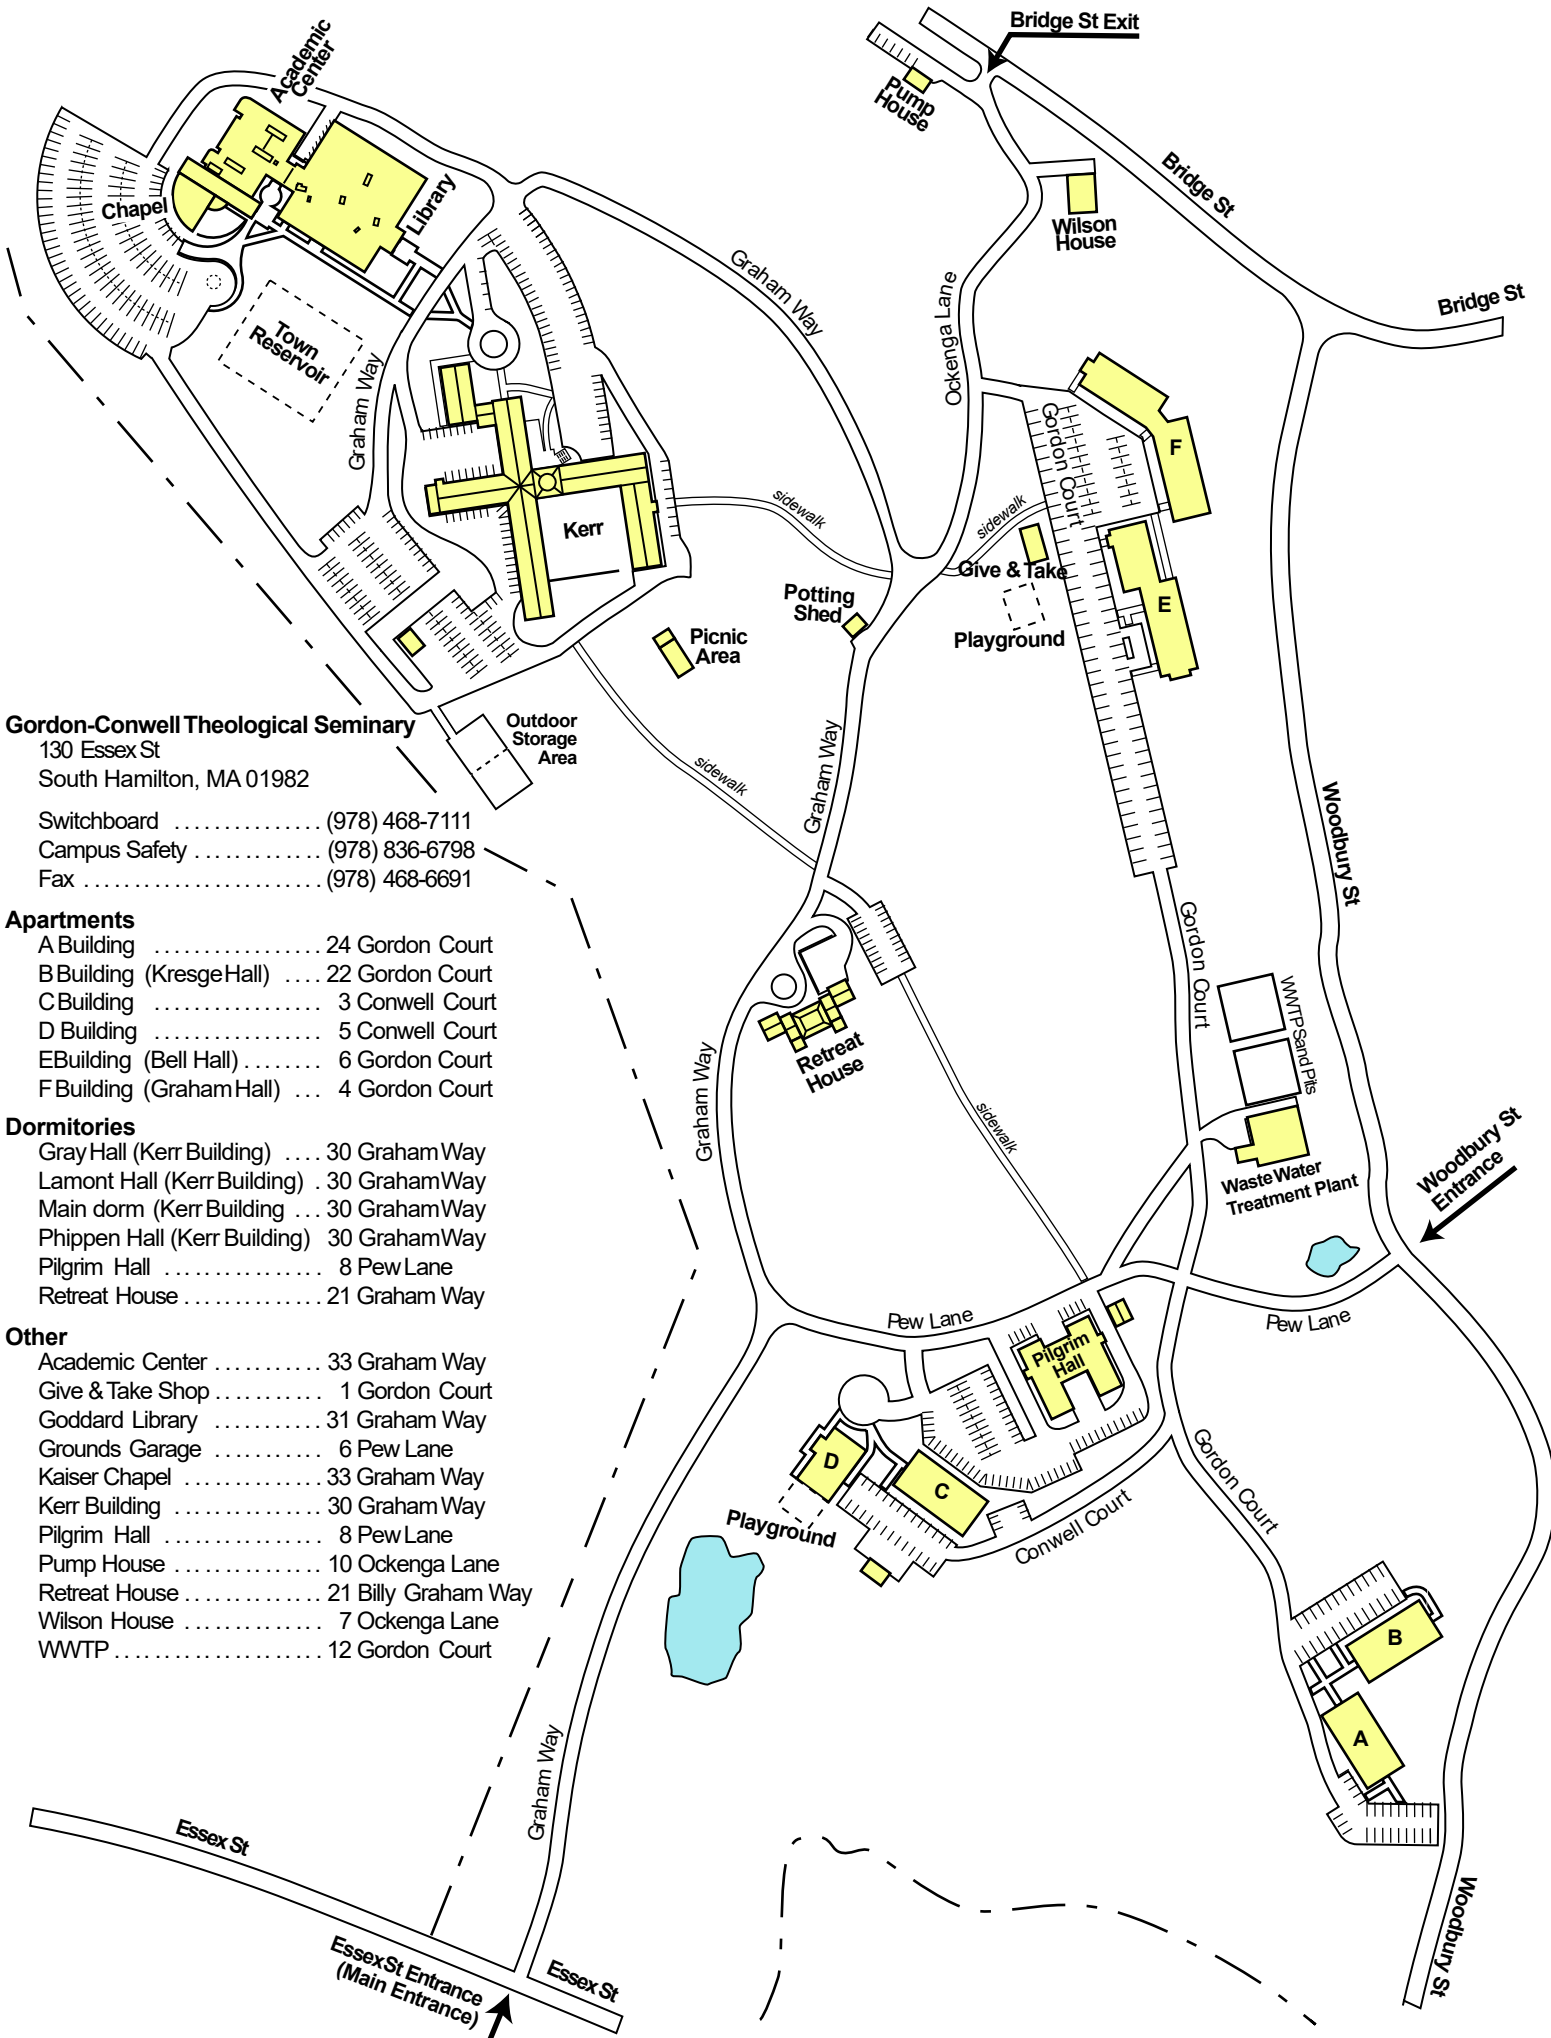 Bridge St Exit
Academic
Center
Pump
House
Bridge St
Chapel
Library
Wilson
House
Graham Way
Ockenga Lane
Bridge St
Town
Reservoir
Graham Way
Gordon Court
F
sidewalk
sidewalk
Kerr
Give & Take
E
Potting
Shed
Playground
Picnic
Area
Gordon-Conwell Theological Seminary
130 Essex St
South Hamilton, MA 01982
Switchboard ............... (978) 468-7111
Campus Safety ............. (978) 836-6798
Fax ........................ (978) 468-6691
Outdoor
Storage
Area
sidewalk
Graham Way
Woodbury St
Apartments
A Building ................. 24 Gordon Court
B Building (Kresge Hall) .... 22 Gordon Court
C Building ................. 3 Conwell Court
D Building ................. 5 Conwell Court
E Building (Bell Hall) ........ 6 Gordon Court
F Building (Graham Hall) ... 4 Gordon Court
Gordon Court
WWTP Sand Pits
Retreat
House
Graham Way
sidewalk
Dormitories
Gray Hall (Kerr Building) .... 30 Graham Way
Lamont Hall (Kerr Building) . 30 Graham Way
Main dorm (Kerr Building ... 30 Graham Way
Phippen Hall (Kerr Building) 30 Graham Way
Pilgrim Hall ................ 8 Pew Lane
Retreat House .............. 21 Graham Way
Waste Water
Treatment Plant
Woodbury St
Entrance
Pew Lane
Pew Lane
Pilgrim
Hall
Other
Academic Center ........... 33 Graham Way
Give & Take Shop ........... 1 Gordon Court
Goddard Library ........... 31 Graham Way
Grounds Garage ........... 6 Pew Lane
Kaiser Chapel .............. 33 Graham Way
Kerr Building ............... 30 Graham Way
Pilgrim Hall ................ 8 Pew Lane
Pump House ............... 10 Ockenga Lane
Retreat House .............. 21 Billy Graham Way
Wilson House .............. 7 Ockenga Lane
WWTP ..................... 12 Gordon Court
D
C
Playground
Conwell Court
Gordon Court
B
A
Graham Way
Essex St
Essex St Entrance
(Main Entrance)
Essex St
Woodbury St